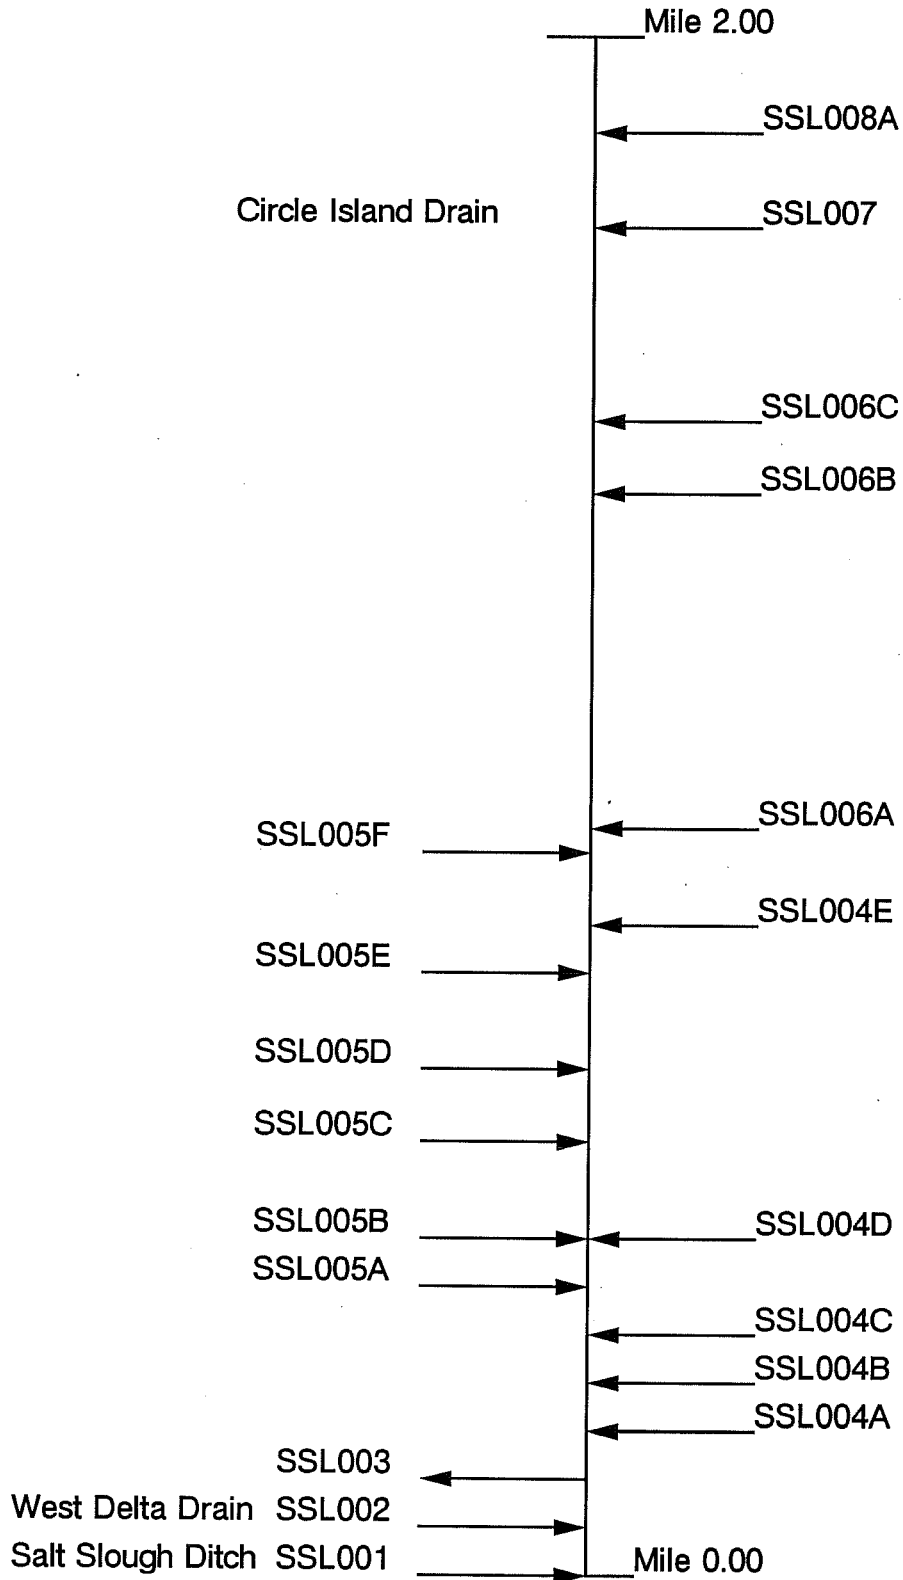 Mile 2.00
SSL008A
Circle Island Drain
SSL007
SSL006C
SSL006B
SSL006A
SSL005F
SSL004E
SSL005E
SSL005D
SSL005C
SSL005B
SSL004D
SSL005A
SSL004C
SSL004B
SSL004A
SSL003
West Delta Drain SSL002
Salt Slough Ditch SSL001
Mile 0.00